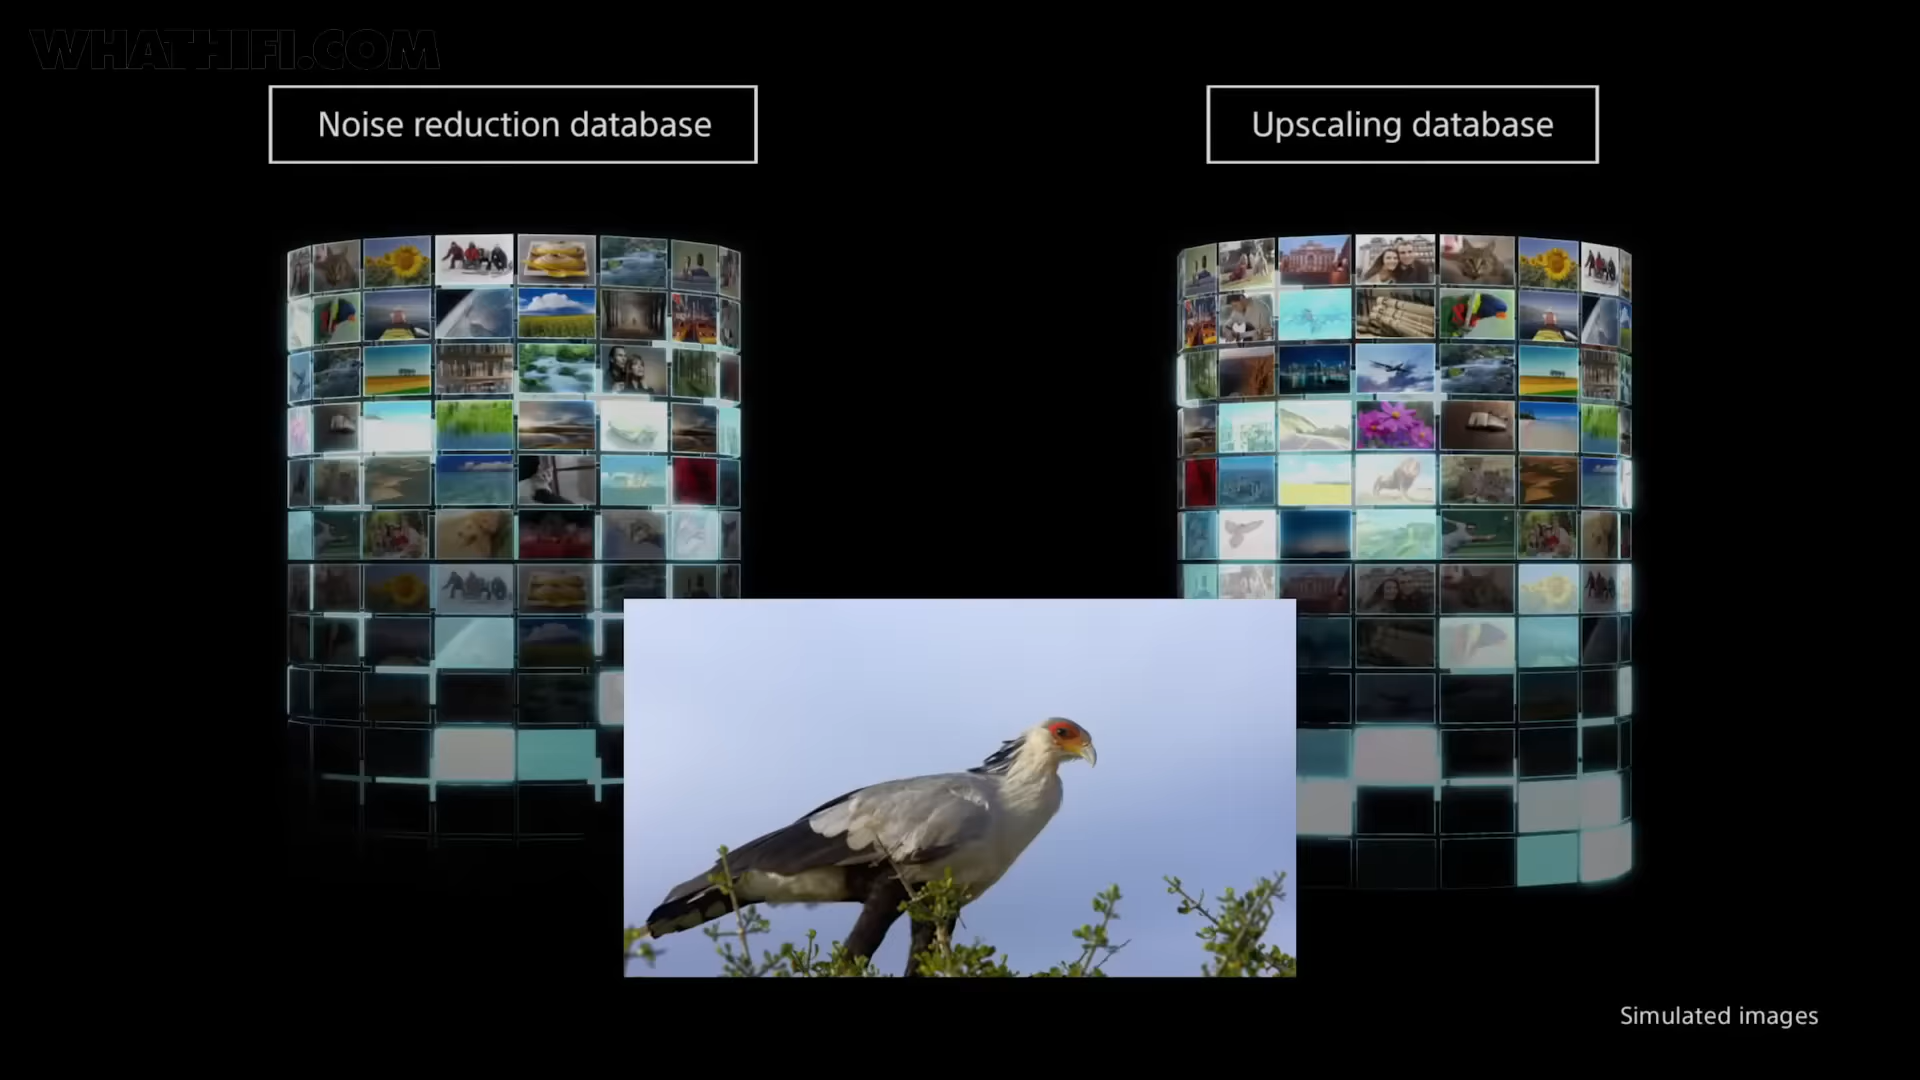 WHATHIFI.COM
Noise reduction database
Upscaling database
Simulated images